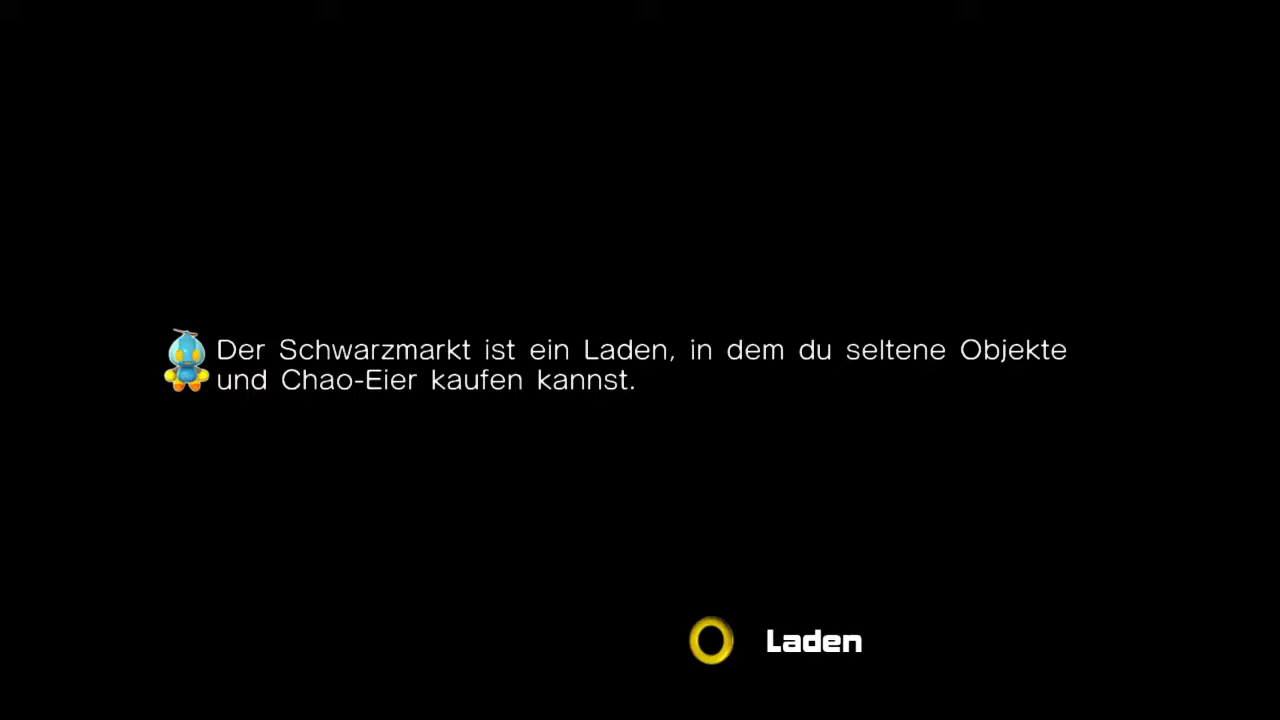 Der Schwarzmarkt ist ein Laden, in dem du seltene Objekte
und Chao-Eier kaufen kannst.
Laden